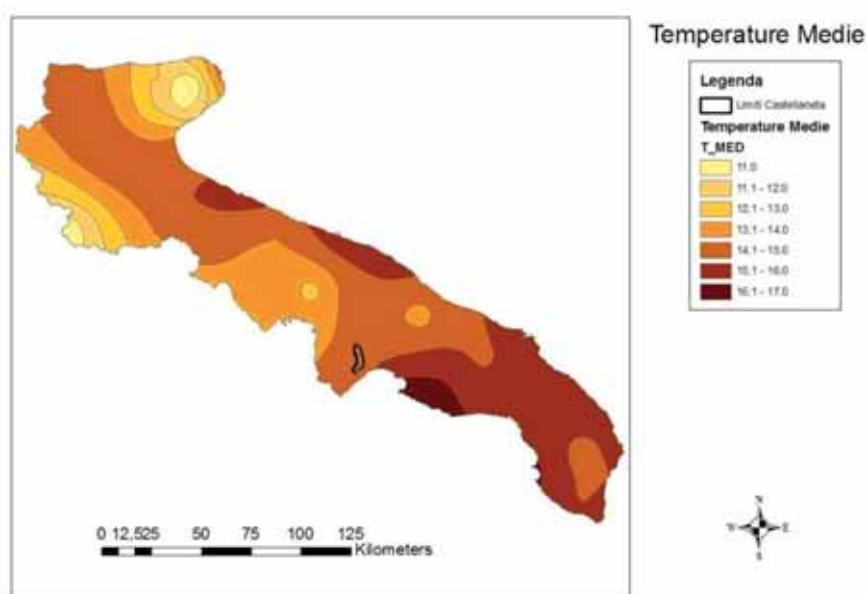 Temperature Medie
Legenda
Limiti Castellaneta
Temperature Medie
T_MED
11.0
11.1 - 12.0
12.1 - 13.0
13.1 - 14.0
14.1 - 15.0
15.1 - 16.0
16.1 - 17.0
0 12,525 50 75 100 125
Kilometers
N
W E
S